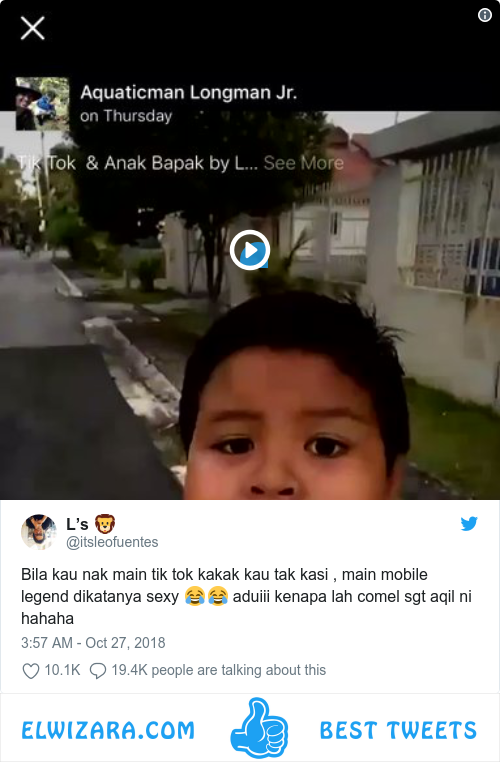 Aquaticman Longman Jr.
on Thursday
Tik Tok & Anak Bapak by L... See More
L's 🦁
@itsleofuentes
Bila kau nak main tik tok kakak kau tak kasi , main mobile
legend dikatanya sexy 😂😂 aduiii kenapa lah comel sgt aqil ni
hahaha
3:57 AM - Oct 27, 2018
10.1K 19.4K people are talking about this
ELWIZARA.COM BEST TWEETS